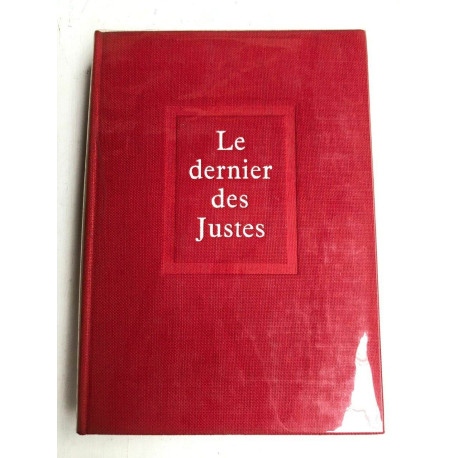 Le
dernier
des
Justes